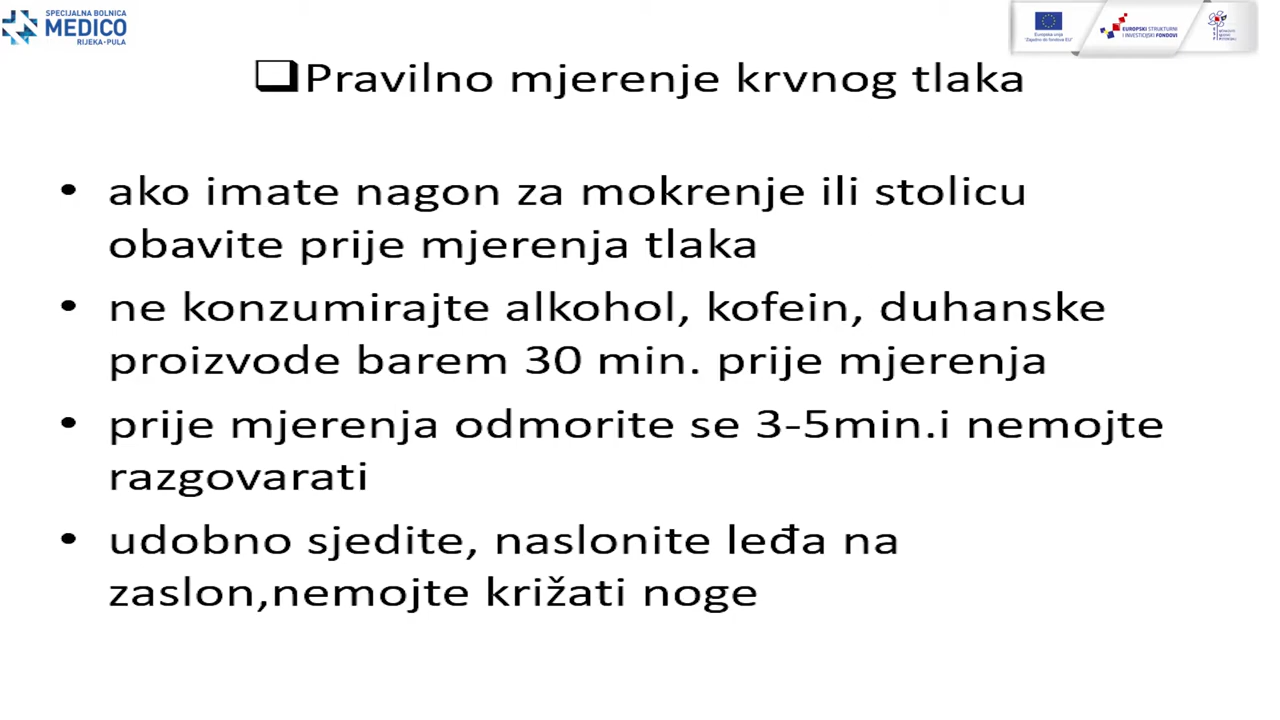 SPECIJALNA BOLNICA
MEDICO
RIJEKA•PULA
Europska unija
"Zajedno do fondova EU"
EUROPSKI STRUKTURNI
I INVESTICIJSKI FONDOVI
❑Pravilno mjerenje krvnog tlaka
• ako imate nagon za mokrenje ili stolicu
obavite prije mjerenja tlaka
• ne konzumirajte alkohol, kofein, duhanske
proizvode barem 30 min. prije mjerenja
• prije mjerenja odmorite se 3-5min.i nemojte
razgovarati
• udobno sjedite, naslonite leđa na
zaslon,nemojte križati noge